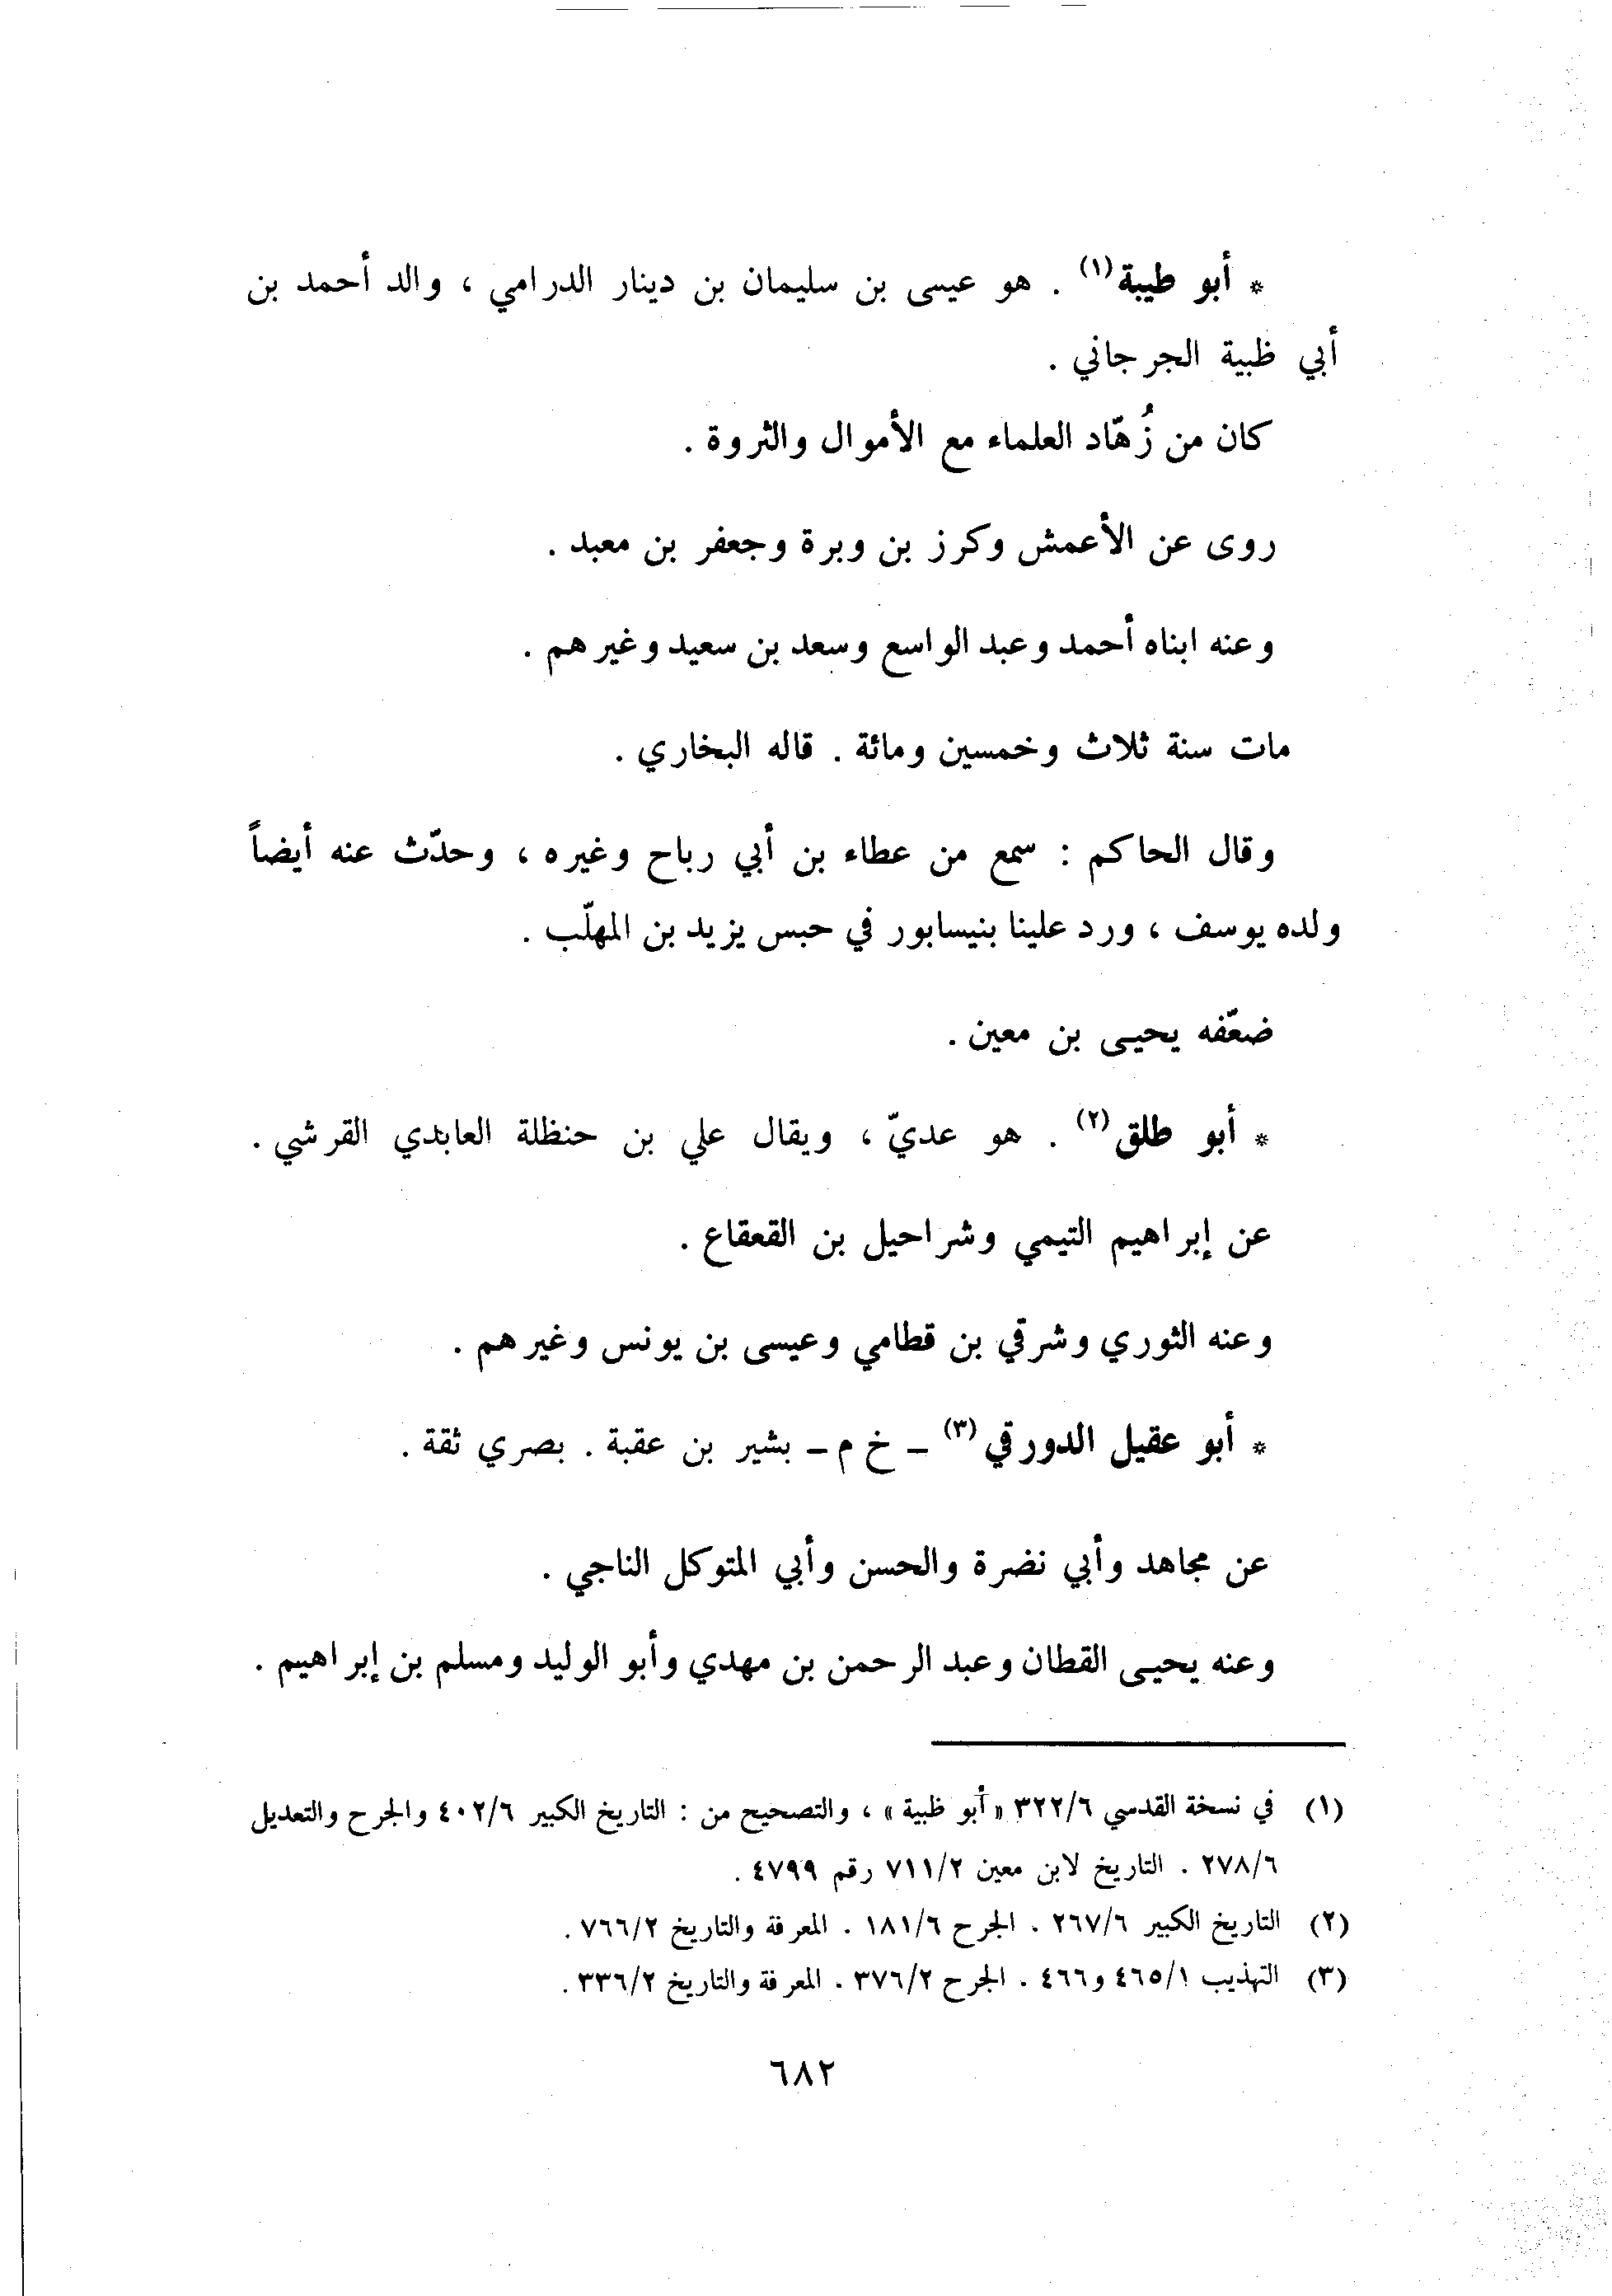 * أبو طيبة(١) . هو عيسى بن سليمان بن دينار الدرامي ، والد أحمد بن
أبي ظبية الجرجاني .
كان من زُهّاد العلماء مع الأموال والثروة .
روى عن الأعمش وكرز بن وبرة وجعفر بن معبد .
وعنه ابناه أحمد وعبد الواسع وسعد بن سعيد وغيرهم .
مات سنة ثلاث وخمسين ومائة . قاله البخاري .
وقال الحاكم : سمع من عطاء بن أبي رباح وغيره ، وحدّث عنه أيضاً
ولده يوسف ، ورد علينا بنيسابور في حبس يزيد بن المهلّب .
ضعّفه يحيى بن معين .
* أبو طلق(٢) . هو عديّ ، ويقال علي بن حنظلة العابدي القرشي .
عن إبراهيم التيمي وشراحيل بن القعقاع .
وعنه الثوري وشرقي بن قطامي وعيسى بن يونس وغيرهم .
* أبو عقيل الدورقي(٣) - خ م - بشير بن عقبة . بصري ثقة .
عن مجاهد وأبي نضرة والحسن وأبي المتوكل الناجي .
وعنه يحيى القطان وعبد الرحمن بن مهدي وأبو الوليد ومسلم بن إبراهيم .
(١) في نسخة القدسي ٣٢٢/٦ «أبو ظبية» ، والتصحيح من : التاريخ الكبير ٤٠٢/٦ والجرح والتعديل
٢٧٨/٦ . التاريخ لابن معين ٧١١/٢ رقم ٤٧٩٩ .
(٢) التاريخ الكبير ٢٦٧/٦ . الجرح ١٨١/٦ . المعرفة والتاريخ ٧٦٦/٢ .
(٣) التهذيب ٤٦٥/١ و٤٦٦ . الجرح ٣٧٦/٢ . المعرفة والتاريخ ٣٣٦/٢ .
٦٨٢